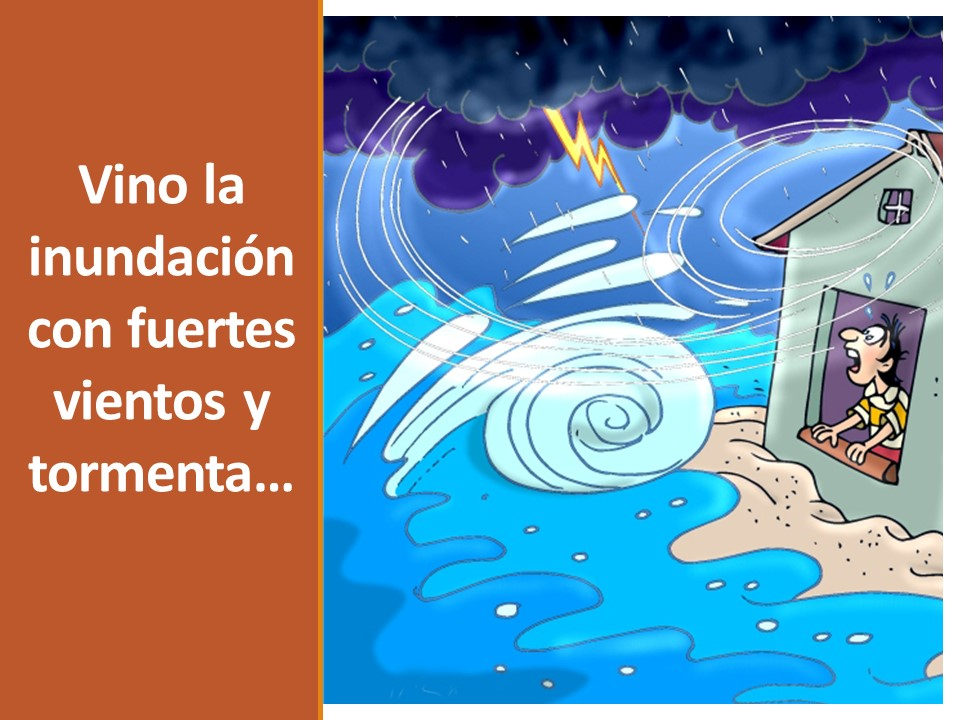 Vino la
inundación
con fuertes
vientos y
tormenta...